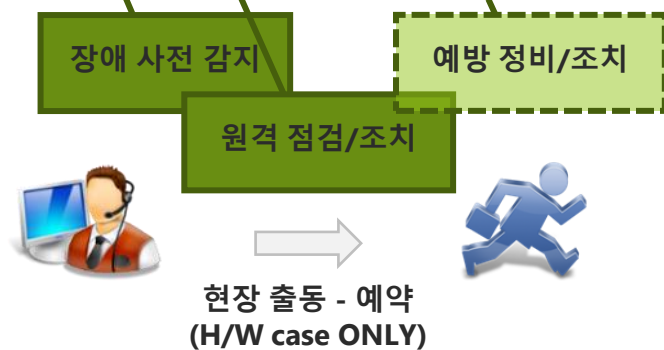 장애 사전 감지
예방 정비/조치
원격 점검/조치
현장 출동 - 예약
(H/W case ONLY)